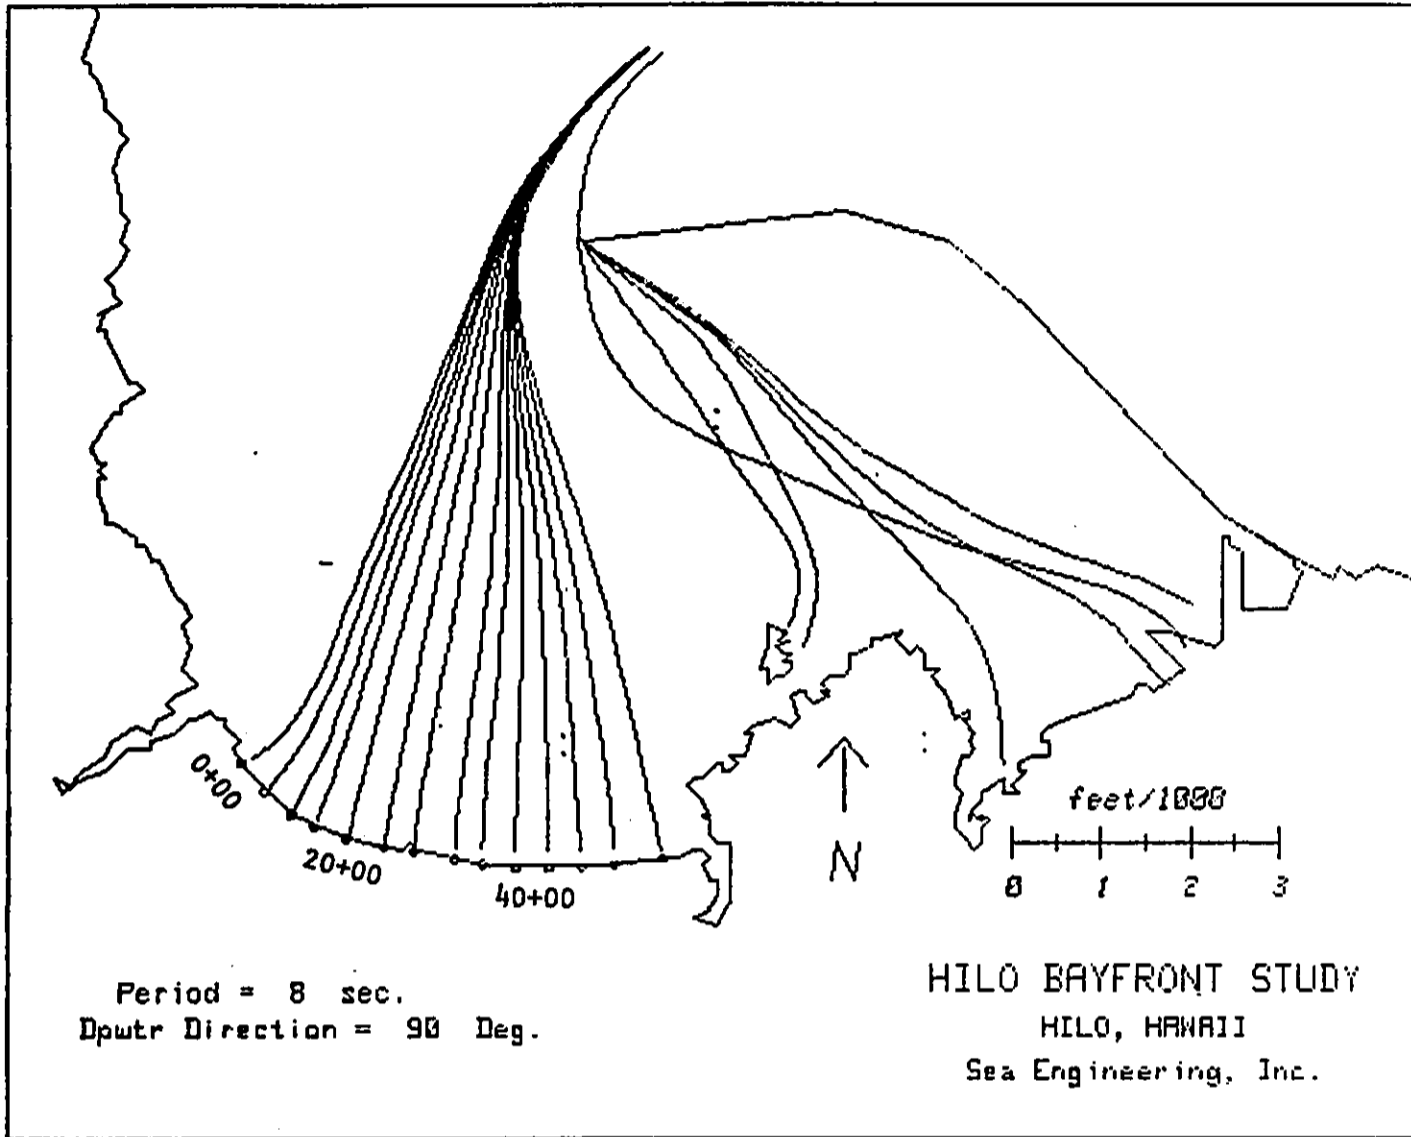 0+00
20+00
40+00
N
feet/1000
0 1 2 3
Period = 8 sec.
Dpwtr Direction = 90 Deg.
HILO BAYFRONT STUDY
HILO, HAWAII
Sea Engineering, Inc.